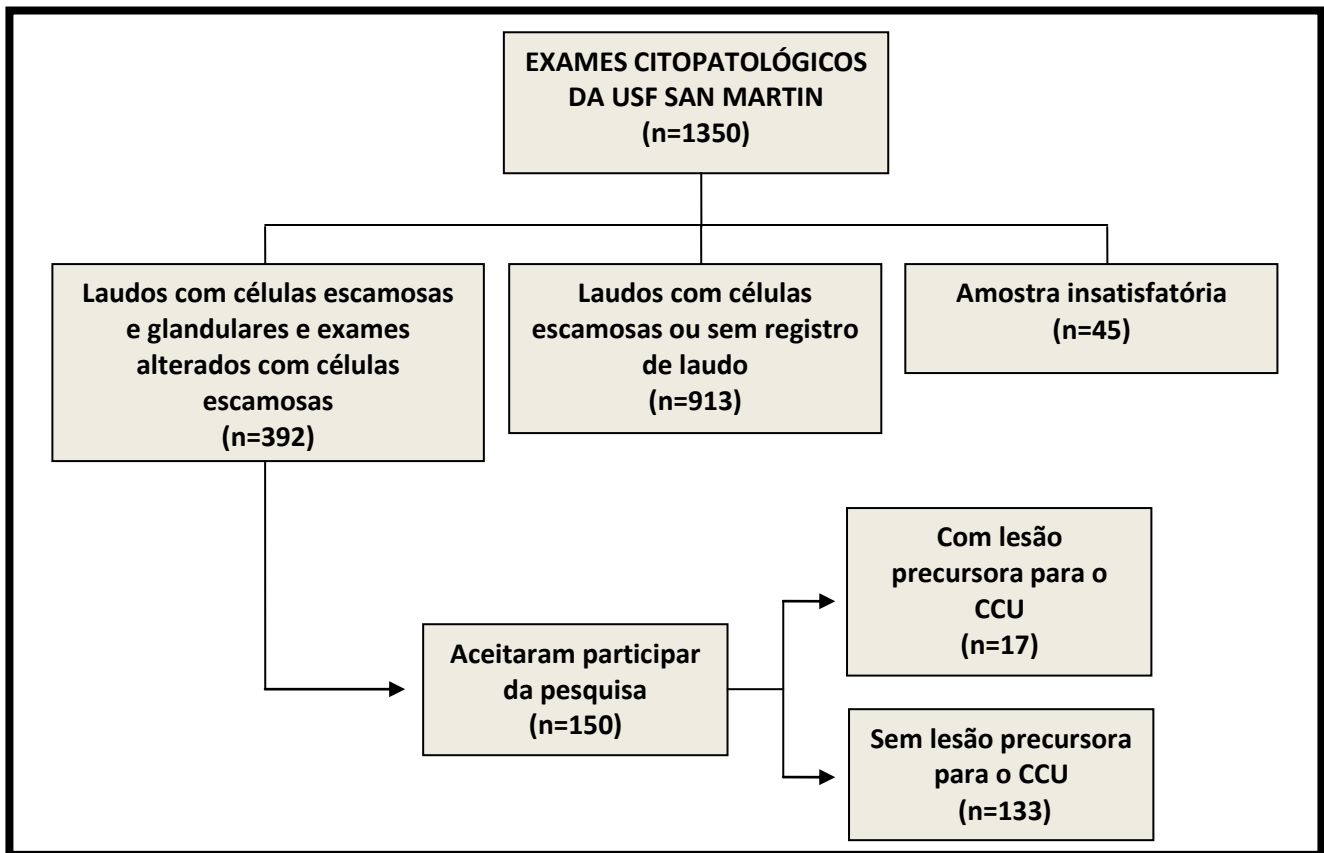 EXAMES CITOPATOLÓGICOS
DA USF SAN MARTIN
(n=1350)
Laudos com células escamosas
e glandulares e exames
alterados com células
escamosas
(n=392)
Laudos com células
escamosas ou sem registro
de laudo
(n=913)
Amostra insatisfatória
(n=45)
Aceitaram participar
da pesquisa
(n=150)
Com lesão
precursora para o
CCU
(n=17)
Sem lesão precursora
para o CCU
(n=133)